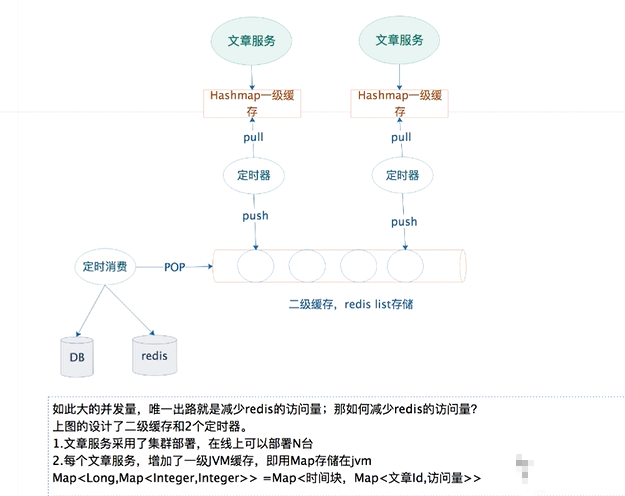 文章服务
文章服务
Hashmap一级缓
存
Hashmap一级缓
存
pull
pull
定时器
定时器
push
push
定时消费
POP
二级缓存，redis list存储
DB
redis
如此大的并发量，唯一出路就是减少redis的访问量；那如何减少redis的访问量？
上图的设计了二级缓存和2个定时器。
1.文章服务采用了集群部署，在线上可以部署N台
2.每个文章服务，增加了一级JVM缓存，即用Map存储在jvm
Map<Long,Map<Integer,Integer>> =Map<时间块，Map<文章Id,访问量>>